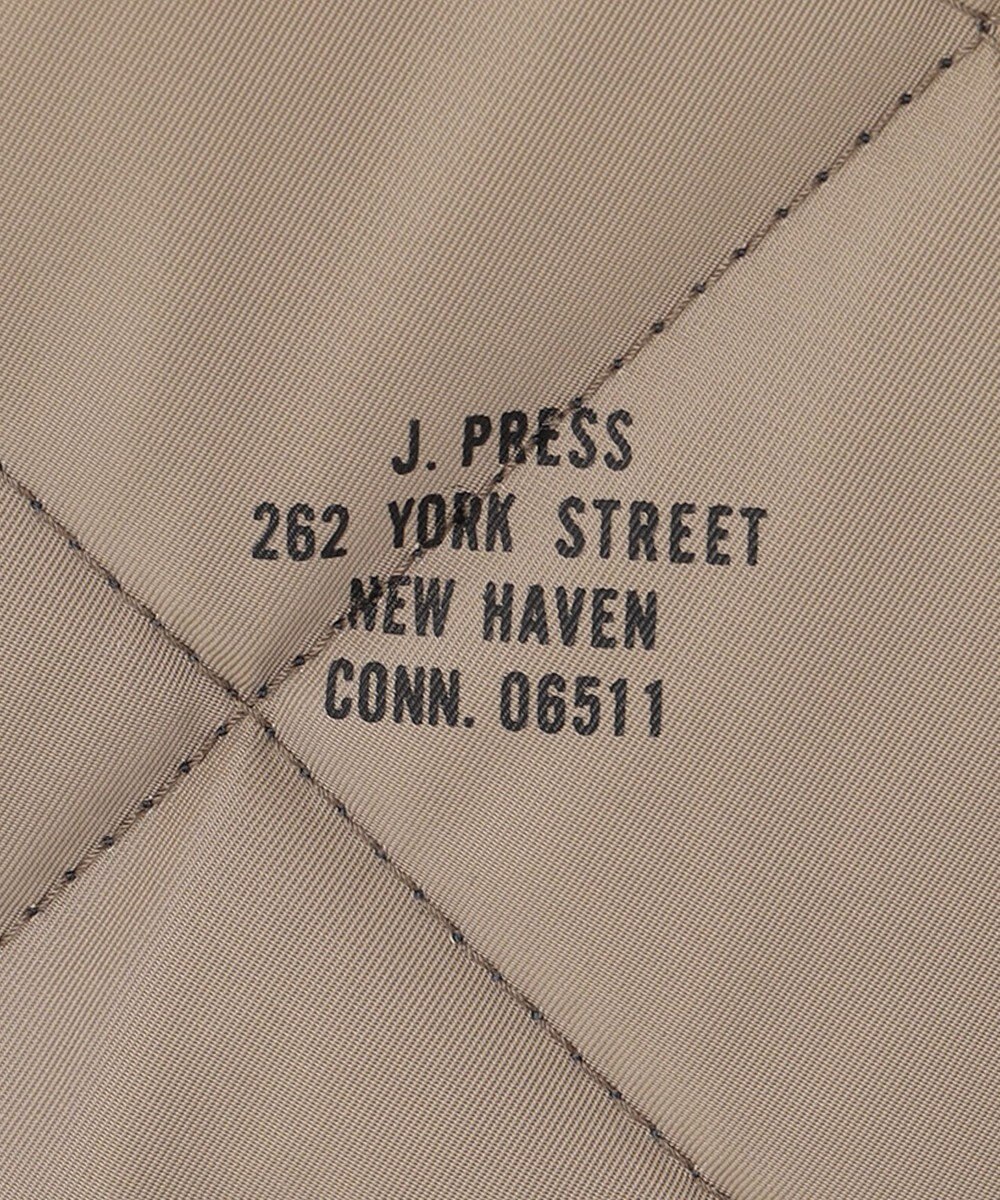 J. PRESS
262 YORK STREET
NEW HAVEN
CONN. 06511